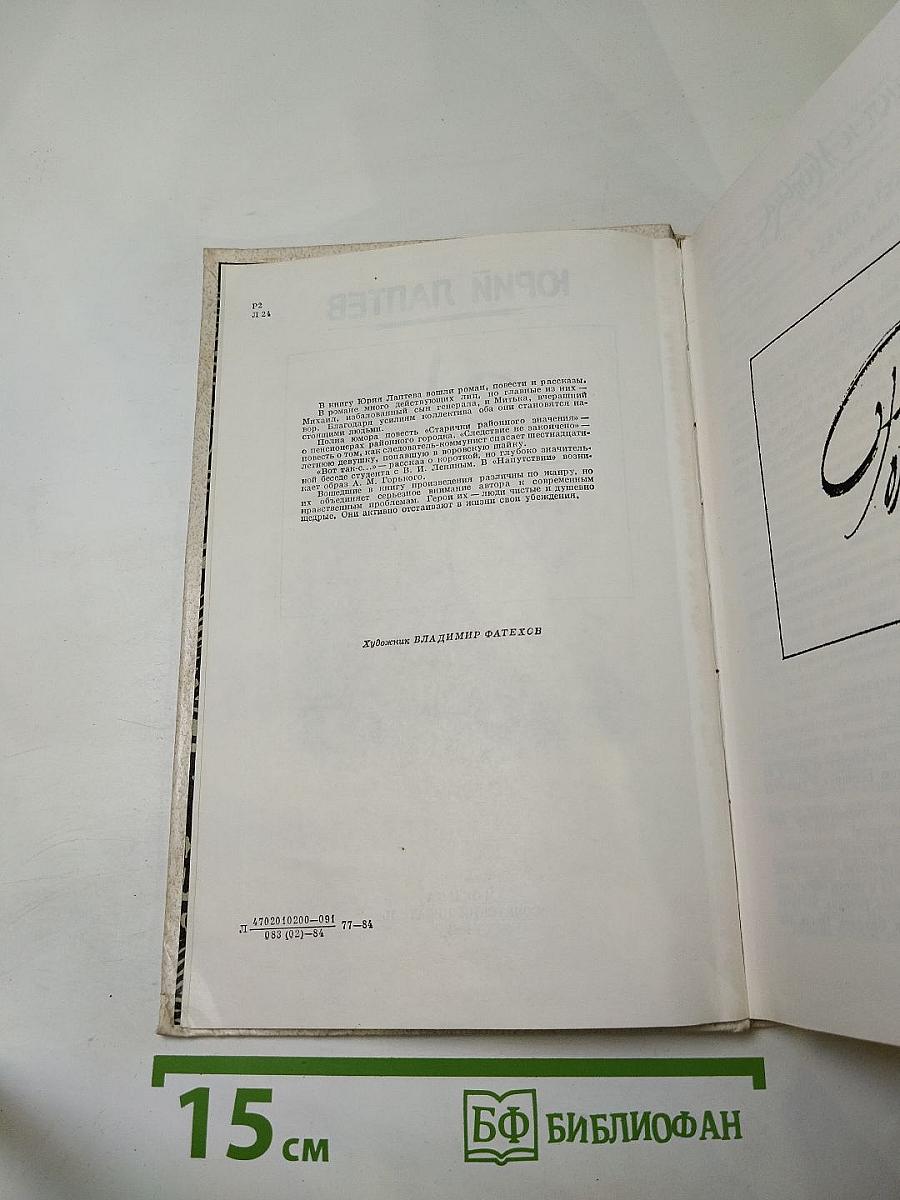 Р2
Л 24
ЮРИЙ ЛАПТЕВ
В книгу Юрия Лаптева вошли роман, повести и рассказы.
В романе много действующих лиц, но главные из них —
Михаил, избалованный сын генерала, и Митька, вчерашний
вор. Благодаря усилиям коллектива оба они становятся на-
стоящими людьми.
Полна юмора повесть «Старички районного значения» —
о пенсионерах районного городка. «Следствие не закончено» —
повесть о том, как следователь-коммунист спасает шестнадцати-
летнюю девушку, попавшую в воровскую шайку.
«Вот так-с...» — рассказ о короткой, но глубоко значитель-
ной беседе студента с В. И. Лениным. В «Напутствии» возни-
кает образ А. М. Горького.
Вошедшие в книгу произведения различны по жанру, но
их объединяет серьезное внимание автора к современным
нравственным проблемам. Герои их — люди чистые и душевно
щедрые. Они активно отстаивают в жизни свои убеждения.
Художник ВЛАДИМИР ФАТЕХОВ
Л 4702010200—091
083 (02)—84
77—84
15 см
БФ БИБЛИОФАН